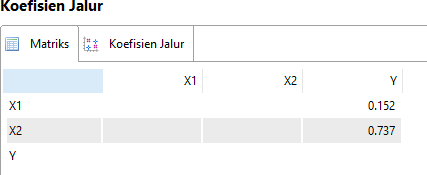 Koefisien Jalur
Matriks Koefisien Jalur
X1 X2 Y
X1 0.152
X2 0.737
Y